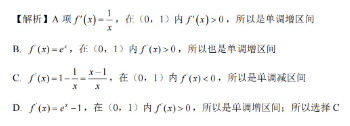 【解析】A 项 f'(x)=1/x，在（0，1）内 f'(x)>0，所以是单调增区间
B. f'(x)=eˣ，在（0，1）内 f'(x)>0，所以也是单调增区间
C. f'(x)=1-1/x=(x-1)/x，在（0，1）内 f'(x)<0，所以是单调减区间
D. f'(x)=eˣ-1，在（0，1）内 f'(x)>0，所以是单调增区间；所以选择 C